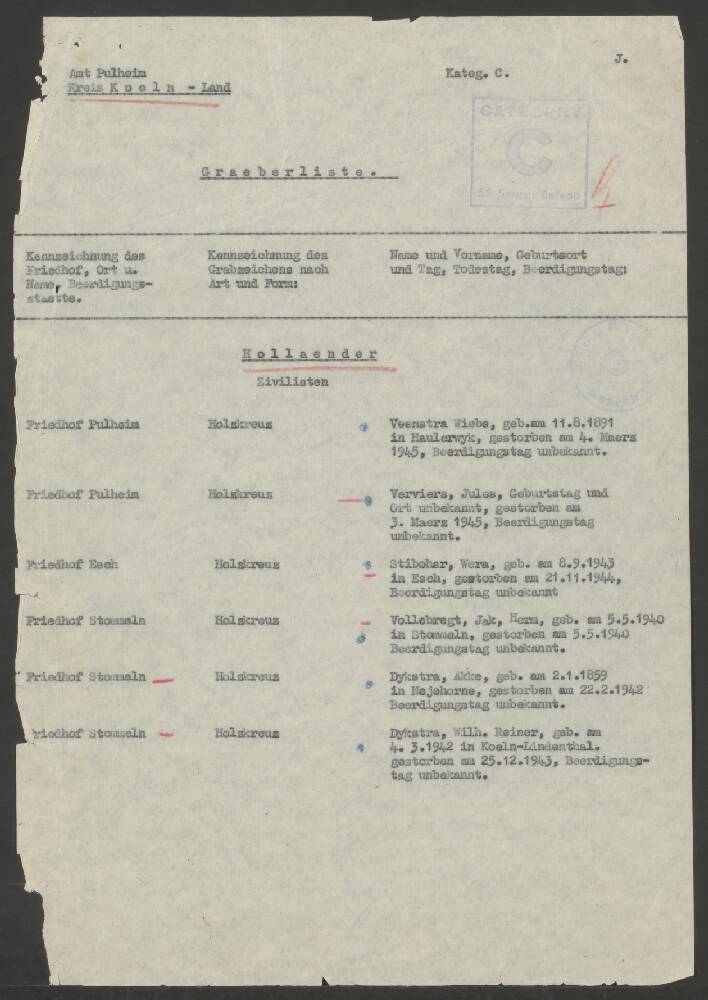 J.
Amt Pulheim Kateg. C.
Kreis K o e l n - Land
CATEGORY
C
G r a e b e r l i s t e .
Kennzeichnung des Kennzeichnung des Name und Vorname, Geburtsort
Friedhof, Ort u. Grabzeichens nach und Tag, Todestag, Beerdigungstag:
Name, Beerdigungs- Art und Form:
staette.
H o l l a e n d e r
Zivilisten
Friedhof Pulheim Holzkreuz Veenstra Wiebe, geb.am 11.8.1891
in Haulerwyk, gestorben am 4. Maerz
1945, Beerdigungstag unbekannt.
Friedhof Pulheim Holzkreuz Verviers, Jules, Geburtstag und
Ort unbekannt, gestorben am
3. Maerz 1945, Beerdigungstag
unbekannt.
Friedhof Esch Holzkreuz Stibohar, Wera, geb. am 8.9.1943
in Esch, gestorben am 21.11.1944,
Beerdigungstag unbekannt
Friedhof Stommeln Holzkreuz Vollebregt, Jak, Herm, geb. am 5.5.1940
in Stommeln, gestorben am 5.5.1940
Beerdigungstag unbekannt.
Friedhof Stommeln Holzkreuz Dykstra, Akke, geb. am 2.1.1859
in Nejehorne, gestorben am 22.2.1942
Beerdigungstag unbekannt.
Friedhof Stommeln Holzkreuz Dykstra, Wilh. Reiner, geb. am
4. 3.1942 in Koeln-Lindenthal.
gestorben am 25.12.1943, Beerdigungs-
tag unbekannt.